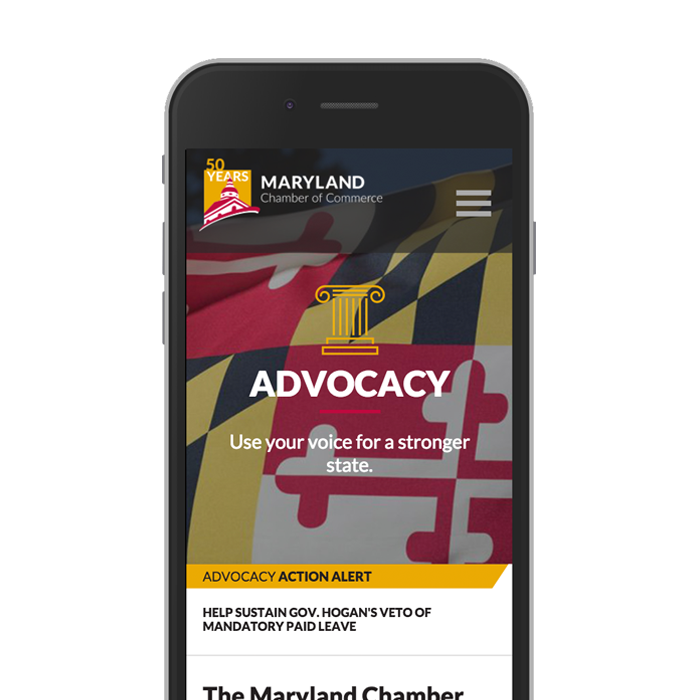 50
YEARS
MARYLAND
Chamber of Commerce
ADVOCACY
Use your voice for a stronger
state.
ADVOCACY ACTION ALERT
HELP SUSTAIN GOV. HOGAN'S VETO OF
MANDATORY PAID LEAVE
The Maryland Chamber